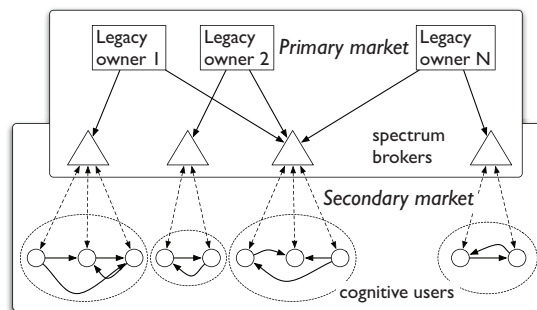 Legacy
owner 1
Legacy
owner 2
Primary market
Legacy
owner N
spectrum
brokers
Secondary market
cognitive users